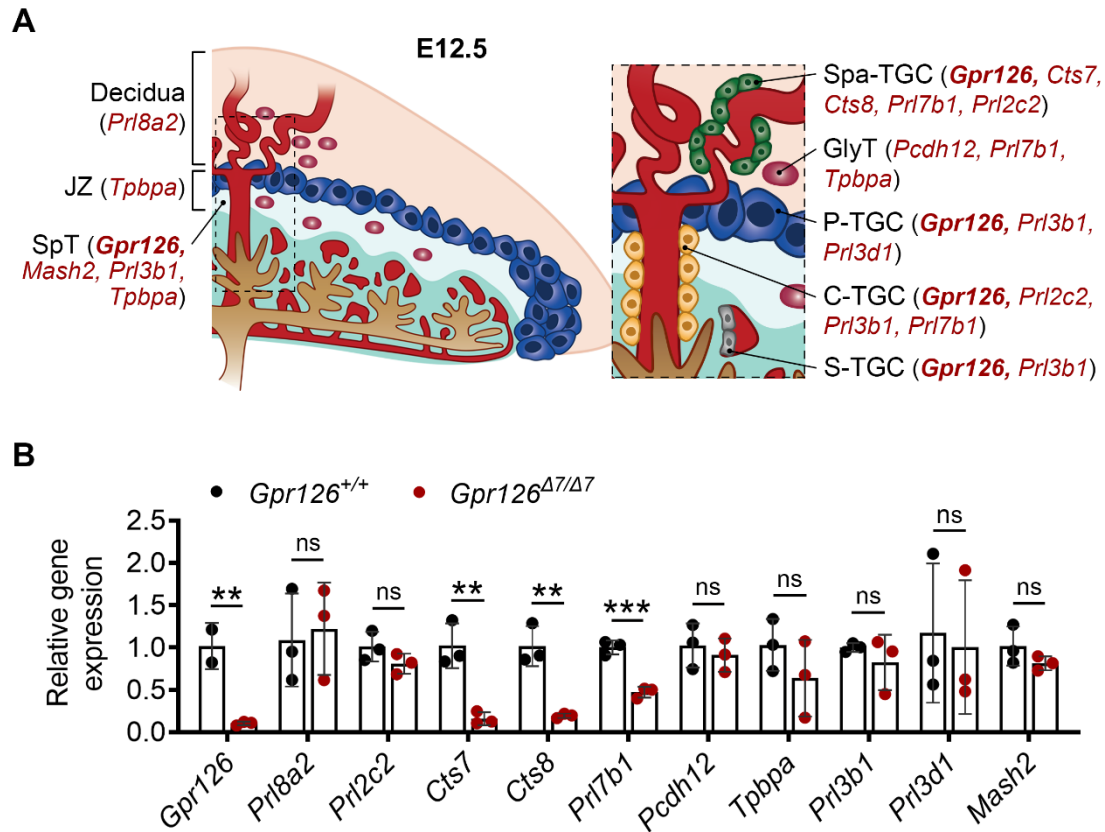 A
E12.5
Decidua
(Prl8a2)
JZ (Tpbpa)
SpT (Gpr126,
Mash2, Prl3b1,
Tpbpa)
Spa-TGC (Gpr126, Cts7,
Cts8, Prl7b1, Prl2c2)
GlyT (Pcdh12, Prl7b1,
Tpbpa)
P-TGC (Gpr126, Prl3b1,
Prl3d1)
C-TGC (Gpr126, Prl2c2,
Prl3b1, Prl7b1)
S-TGC (Gpr126, Prl3b1)
B
Gpr126+/+ Gpr126Δ7/Δ7
Relative gene
expression
2.5
2.0
1.5
1.0
0.5
0.0
** ns ns ** ** *** ns ns ns ns ns
Gpr126 Prl8a2 Prl2c2 Cts7 Cts8 Prl7b1 Pcdh12 Tpbpa Prl3b1 Prl3d1 Mash2